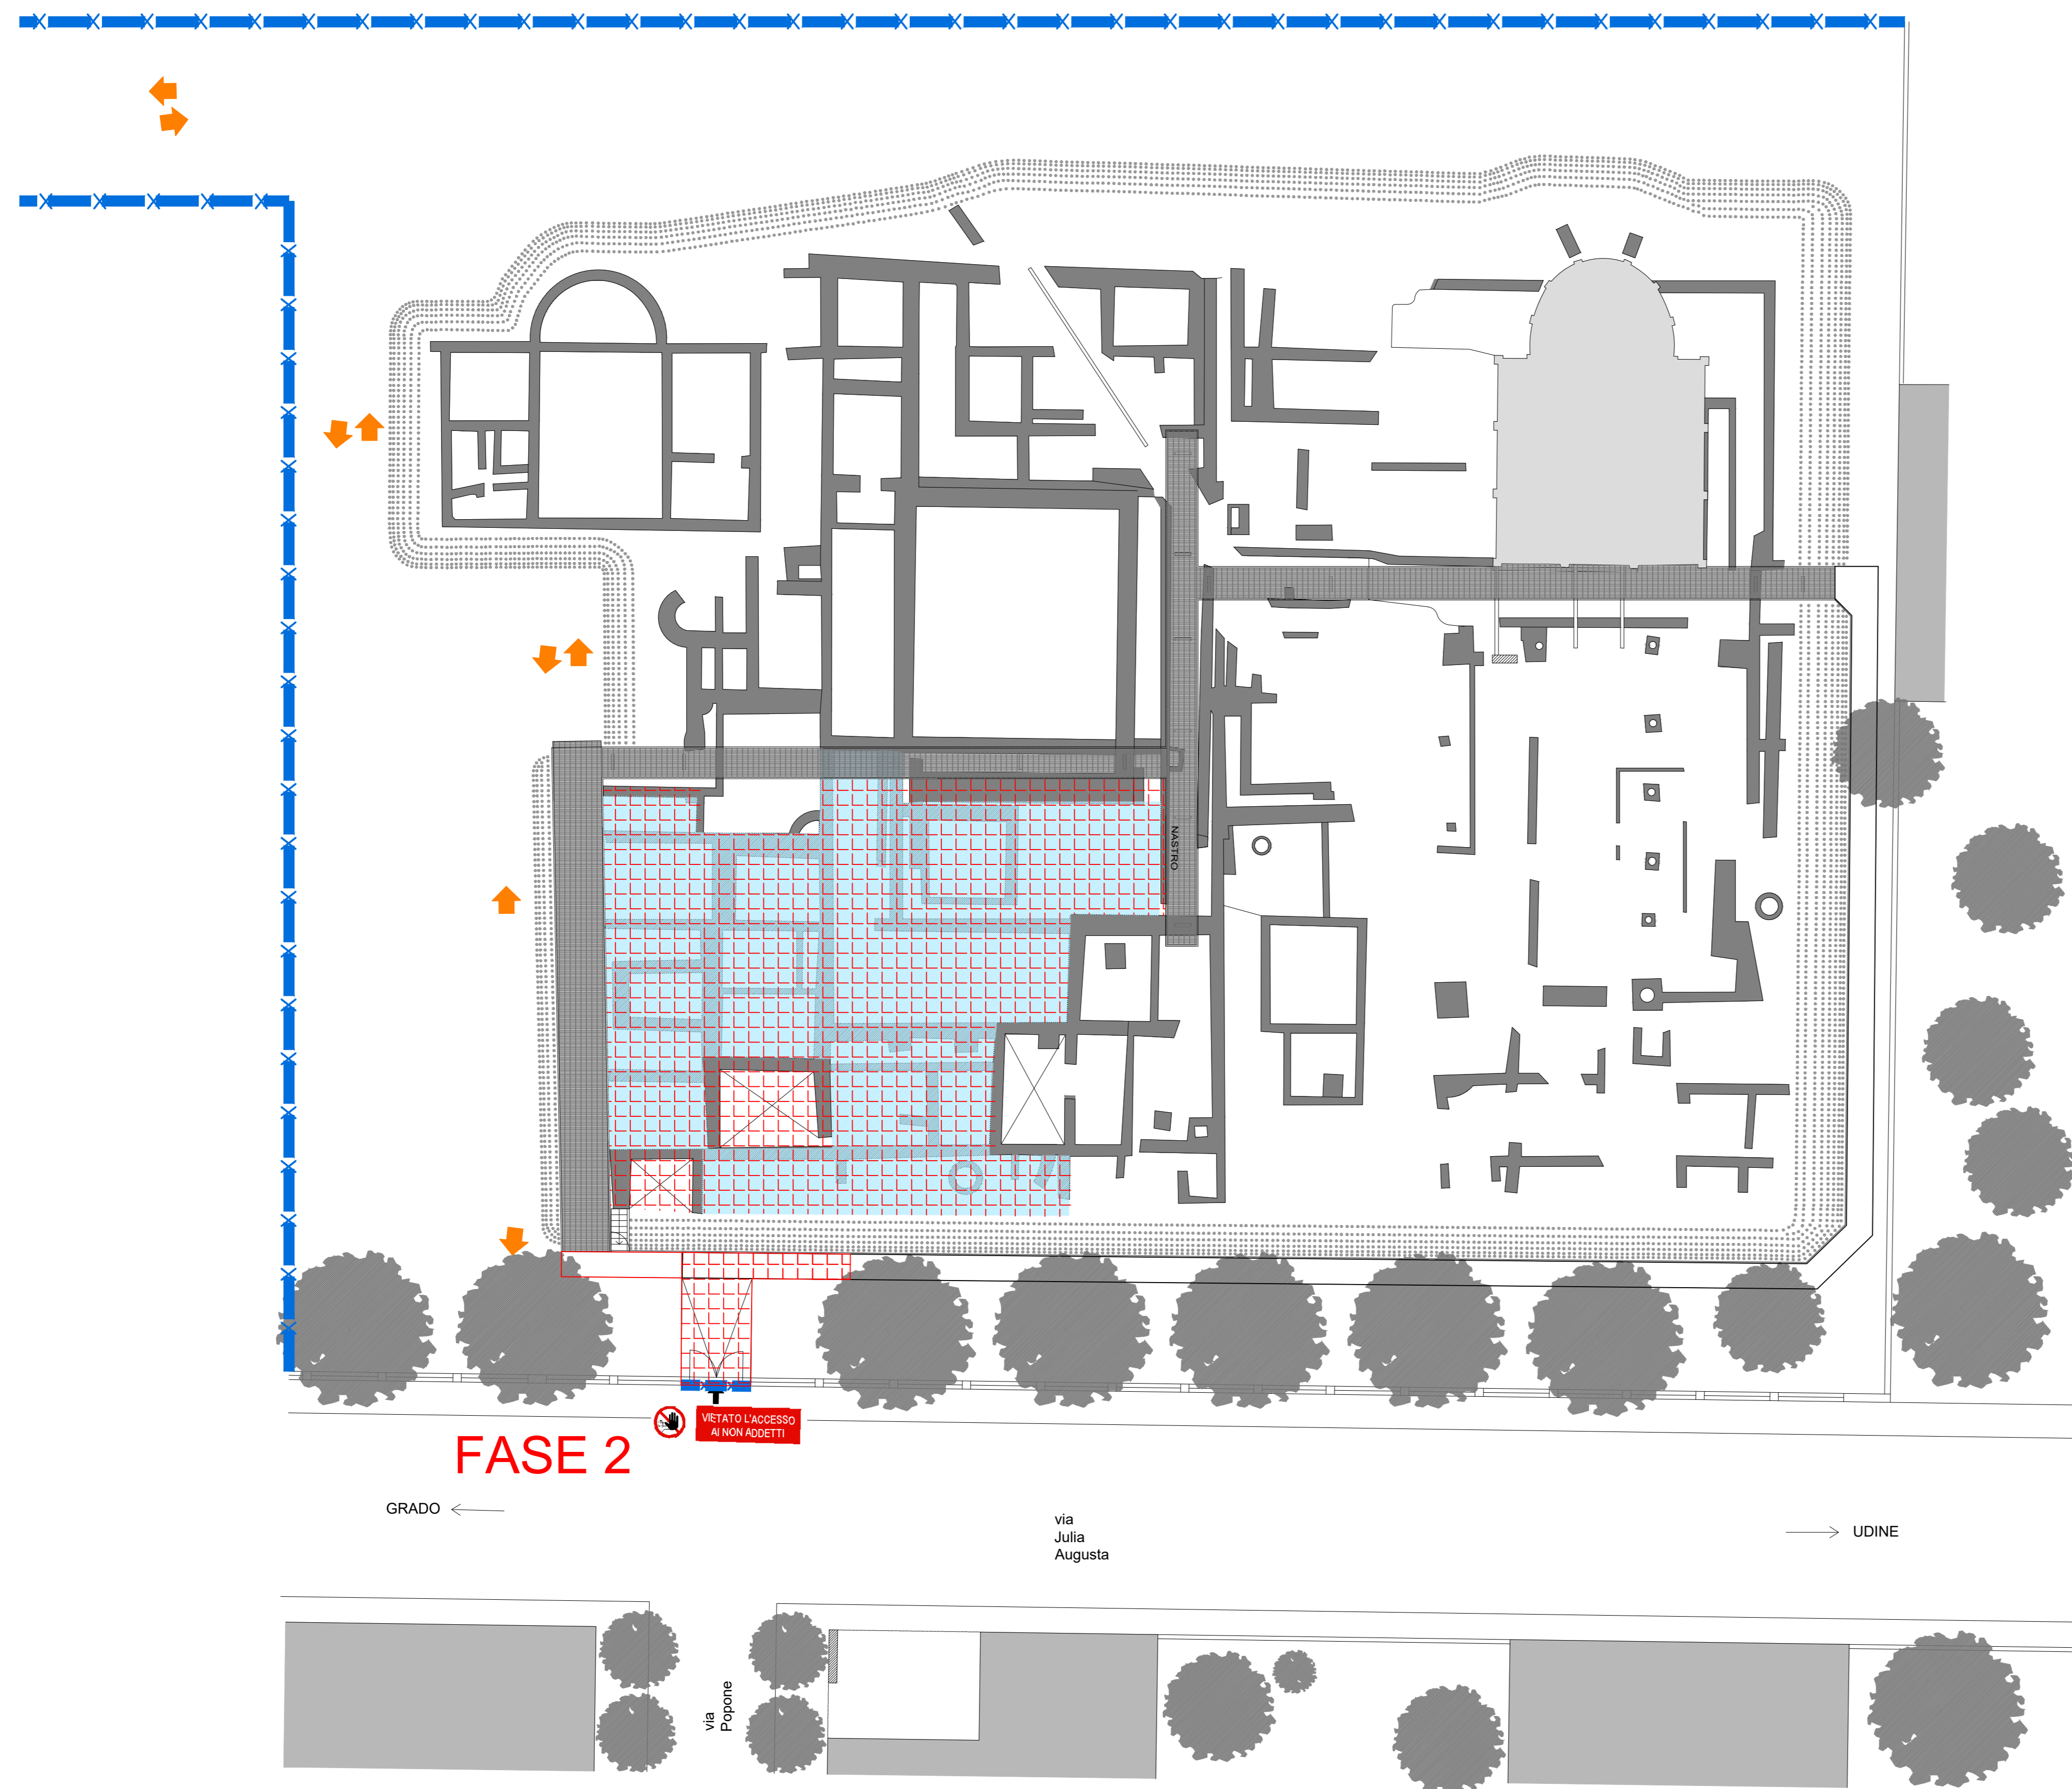 NASTRO
VIETATO L'ACCESSO
AI NON ADDETTI
FASE 2
GRADO
via
Julia
Augusta
UDINE
via
Popone